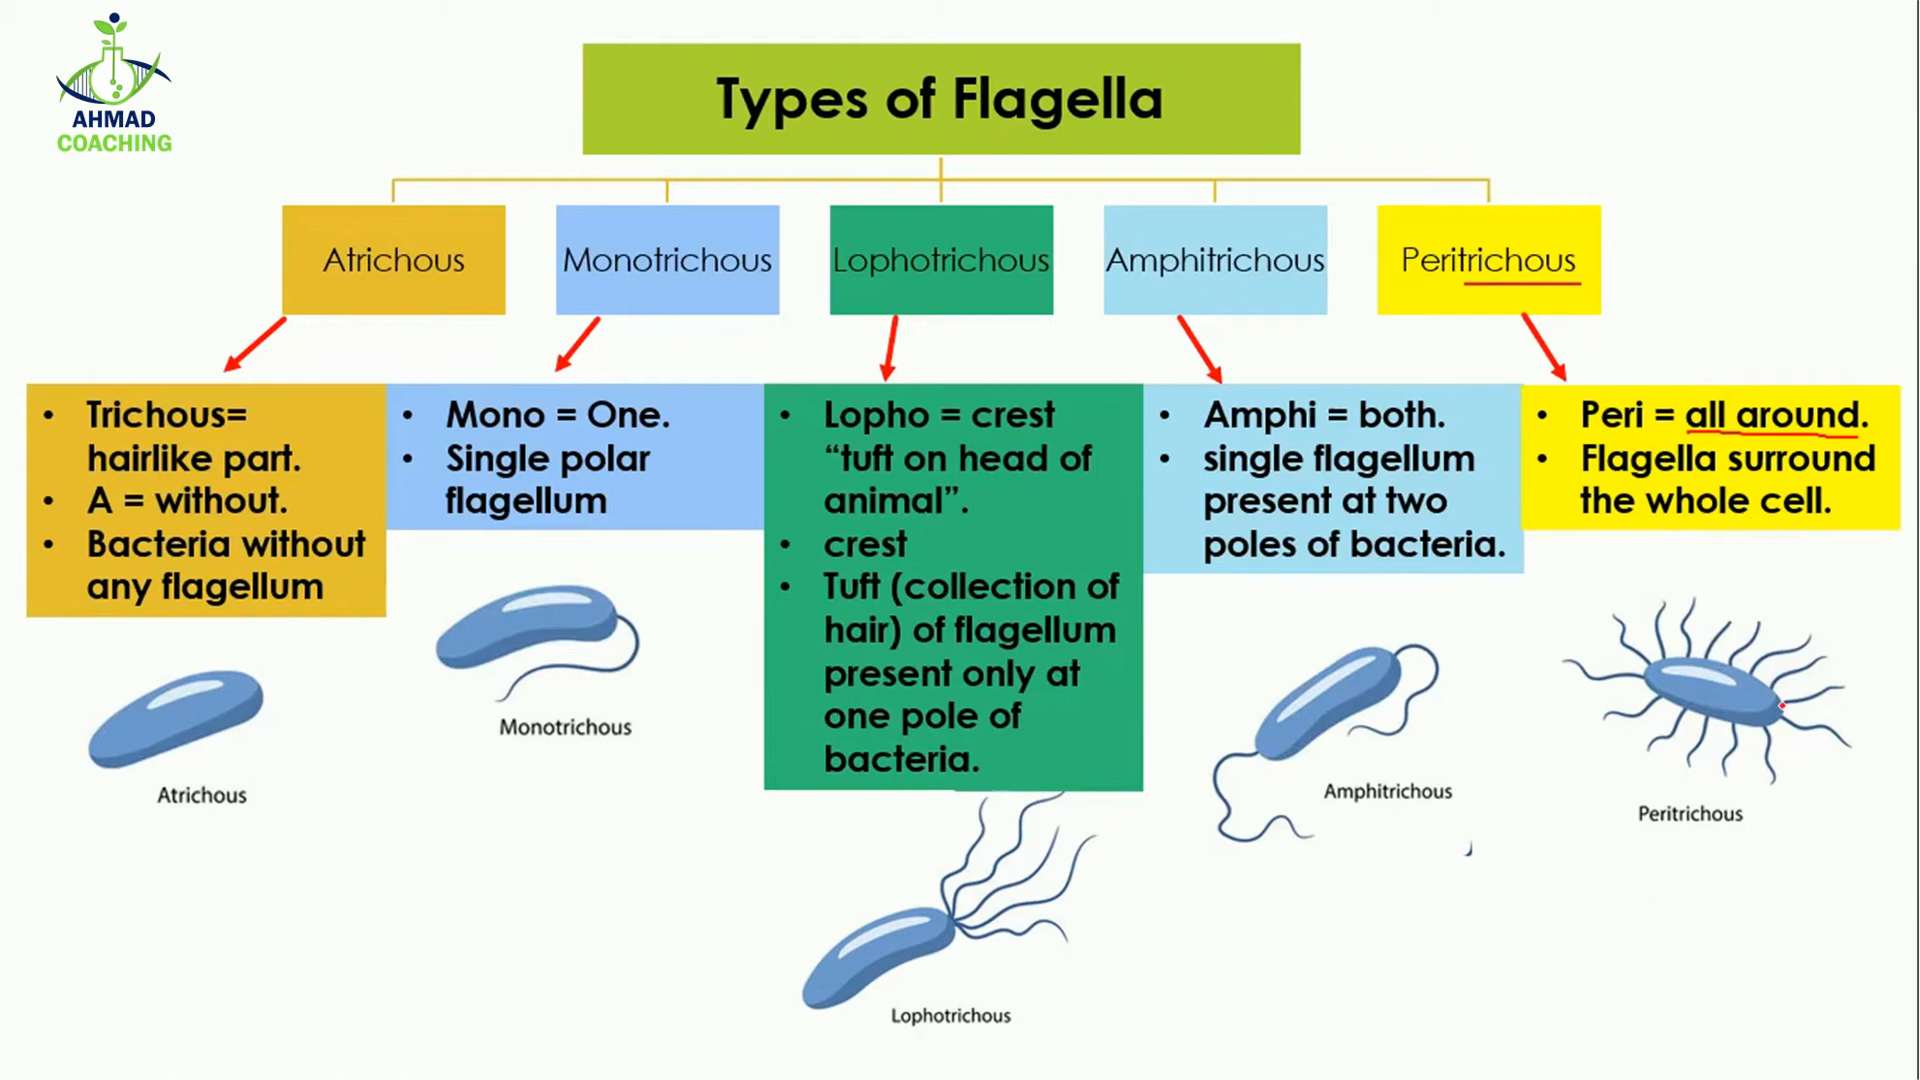 AHMAD
COACHING
Types of Flagella
Atrichous
Monotrichous
Lophotrichous
Amphitrichous
Peritrichous
• Trichous=
hairlike part.
• A = without.
• Bacteria without
any flagellum
• Mono = One.
• Single polar
flagellum
• Lopho = crest
“tuft on head of
animal”.
• crest
• Tuft (collection of
hair) of flagellum
present only at
one pole of
bacteria.
• Amphi = both.
• single flagellum
present at two
poles of bacteria.
• Peri = all around.
• Flagella surround
the whole cell.
Atrichous
Monotrichous
Lophotrichous
Amphitrichous
Peritrichous